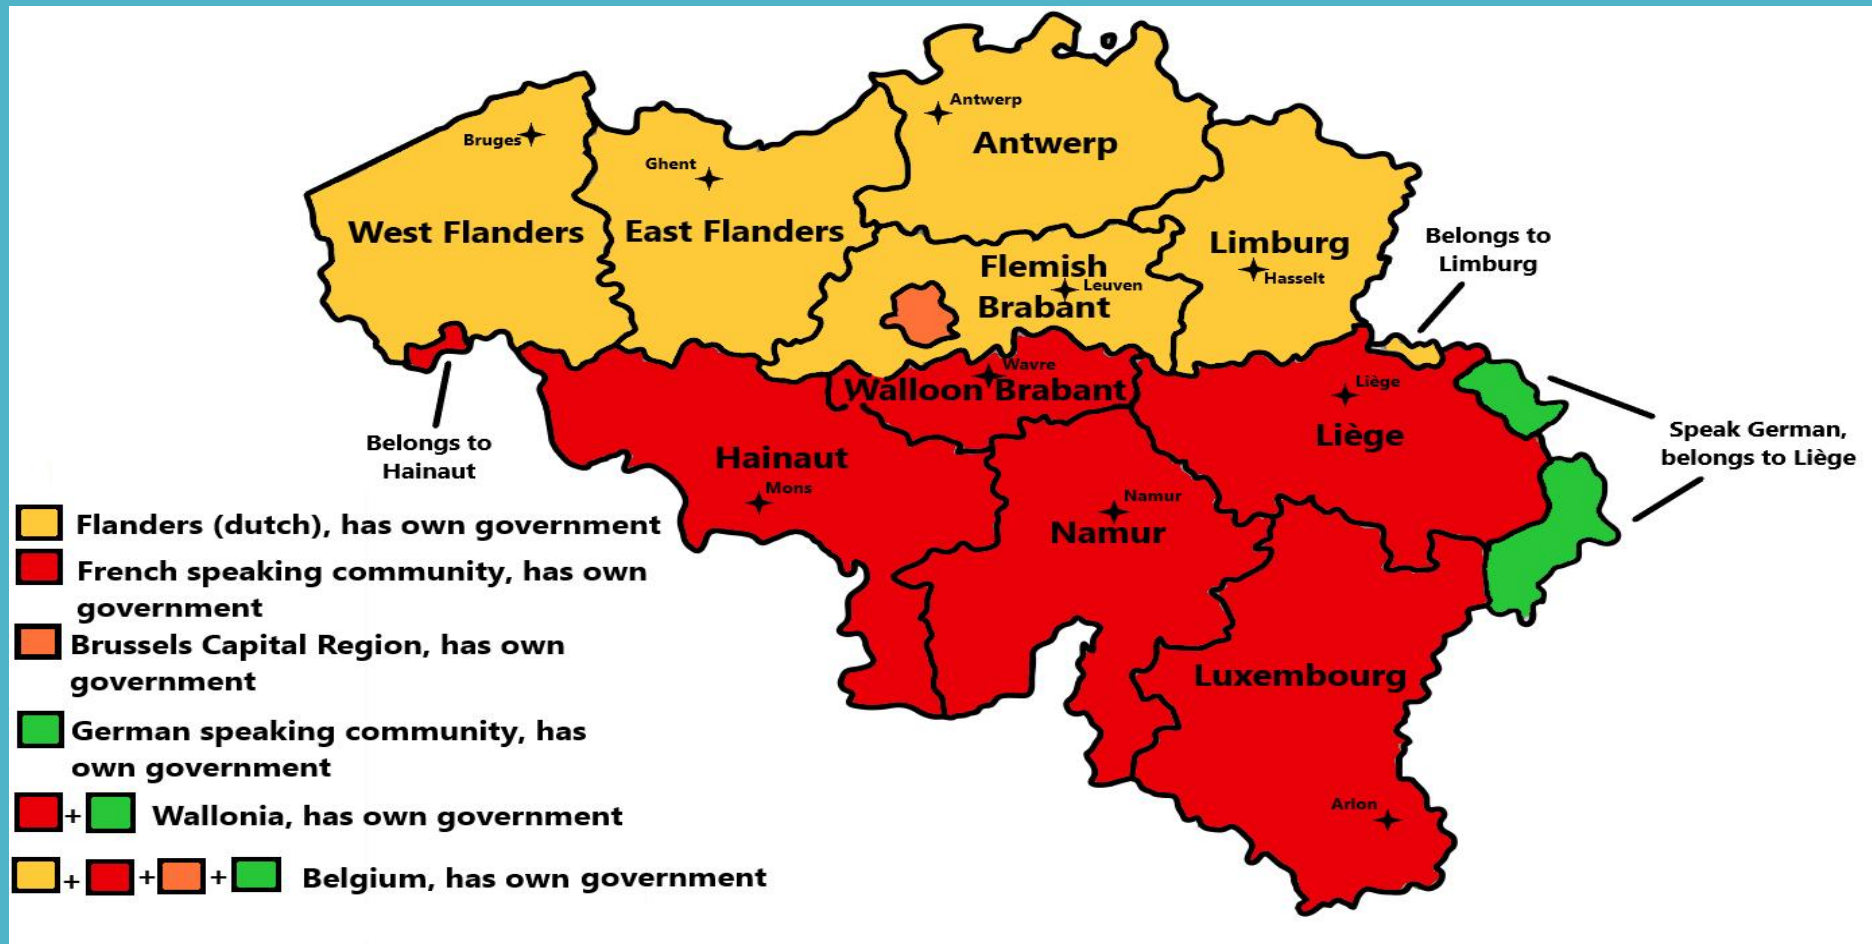 Antwerp
Antwerp
Bruges
Ghent
West Flanders
East Flanders
Limburg
Hasselt
Belongs to
Limburg
Flemish
Leuven
Brabant
Wavre
Walloon Brabant
Liège
Liège
Belongs to
Hainaut
Speak German,
belongs to Liège
Hainaut
Mons
Namur
Namur
Luxembourg
Arlon
Flanders (dutch), has own government
French speaking community, has own
government
Brussels Capital Region, has own
government
German speaking community, has
own government
+ Wallonia, has own government
+ + + Belgium, has own government